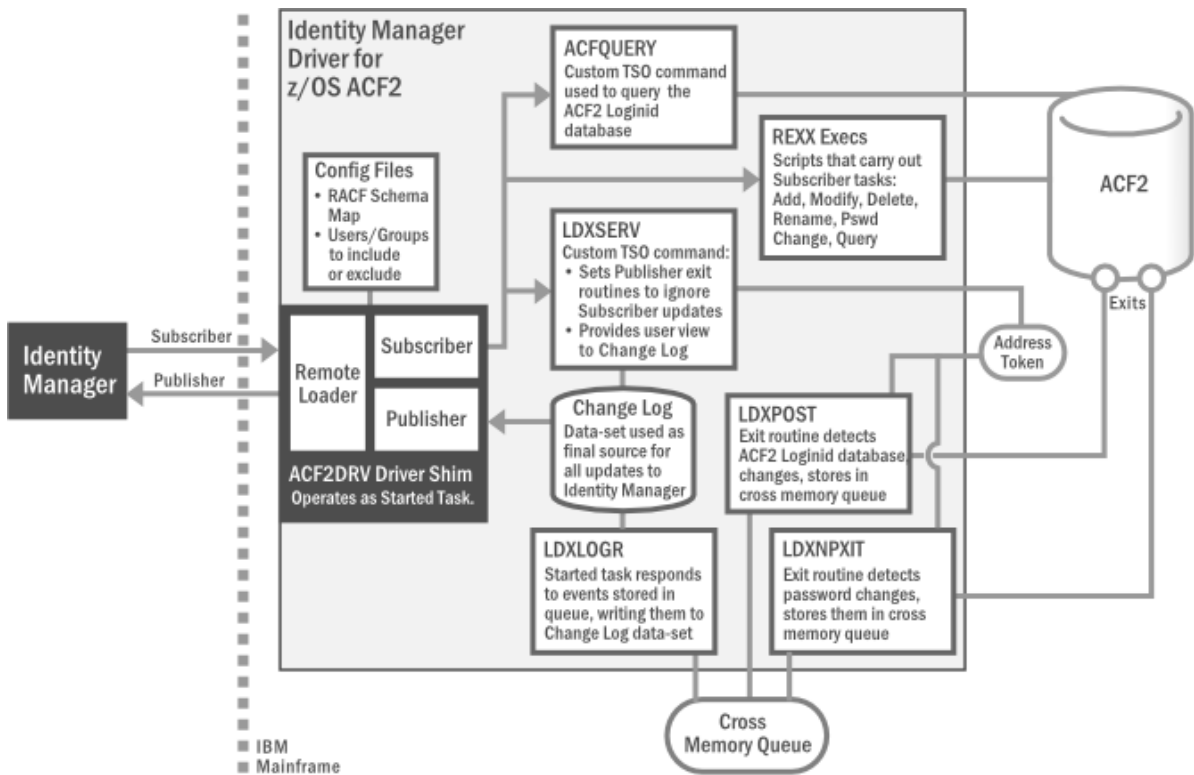 Identity Manager
Driver for
z/OS ACF2
ACFQUERY
Custom TSO command
used to query the
ACF2 Loginid
database
REXX Execs
Scripts that carry out
Subscriber tasks:
Add, Modify, Delete,
Rename, Pswd
Change, Query
ACF2
Exits
Config Files
• RACF Schema
Map
• Users/Groups
to include
or exclude
LDXSERV
Custom TSO command:
• Sets Publisher exit
routines to ignore
Subscriber updates
• Provides user view
to Change Log
Address
Token
Identity
Manager
Subscriber
Publisher
Remote
Loader
Subscriber
Publisher
ACF2DRV Driver Shim
Operates as Started Task.
Change Log
Data-set used as
final source for
all updates to
Identity Manager
LDXPOST
Exit routine detects
ACF2 Loginid database,
changes, stores in
cross memory queue
LDXLOGR
Started task responds
to events stored in
queue, writing them to
Change Log data-set
LDXNPXIT
Exit routine detects
password changes,
stores them in cross
memory queue
Cross
Memory Queue
IBM
Mainframe